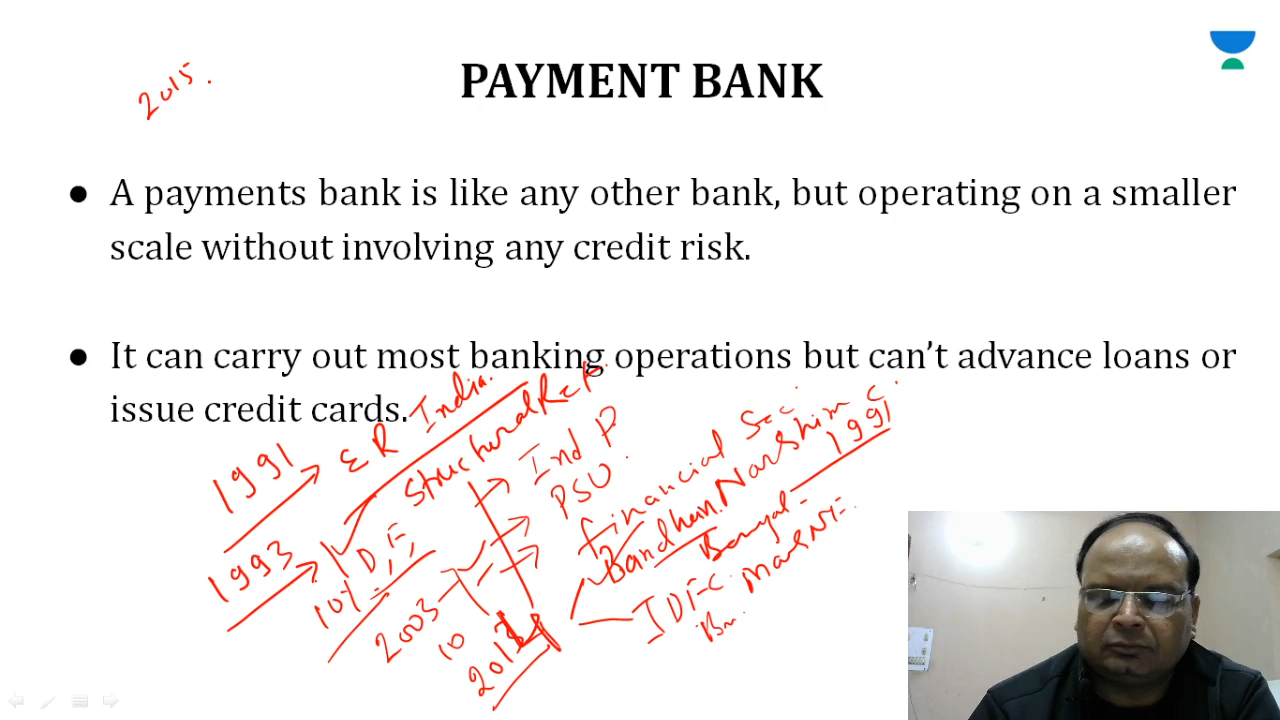 PAYMENT BANK
2015.
● A payments bank is like any other bank, but operating on a smaller
scale without involving any credit risk.
● It can carry out most banking operations but can’t advance loans or
issue credit cards.
1991 → ER India.
Structural
Ind P
PSU.
Financial Sec
Narshim C.
1991
1993
10%
2003
10
Bandhan
IDFC